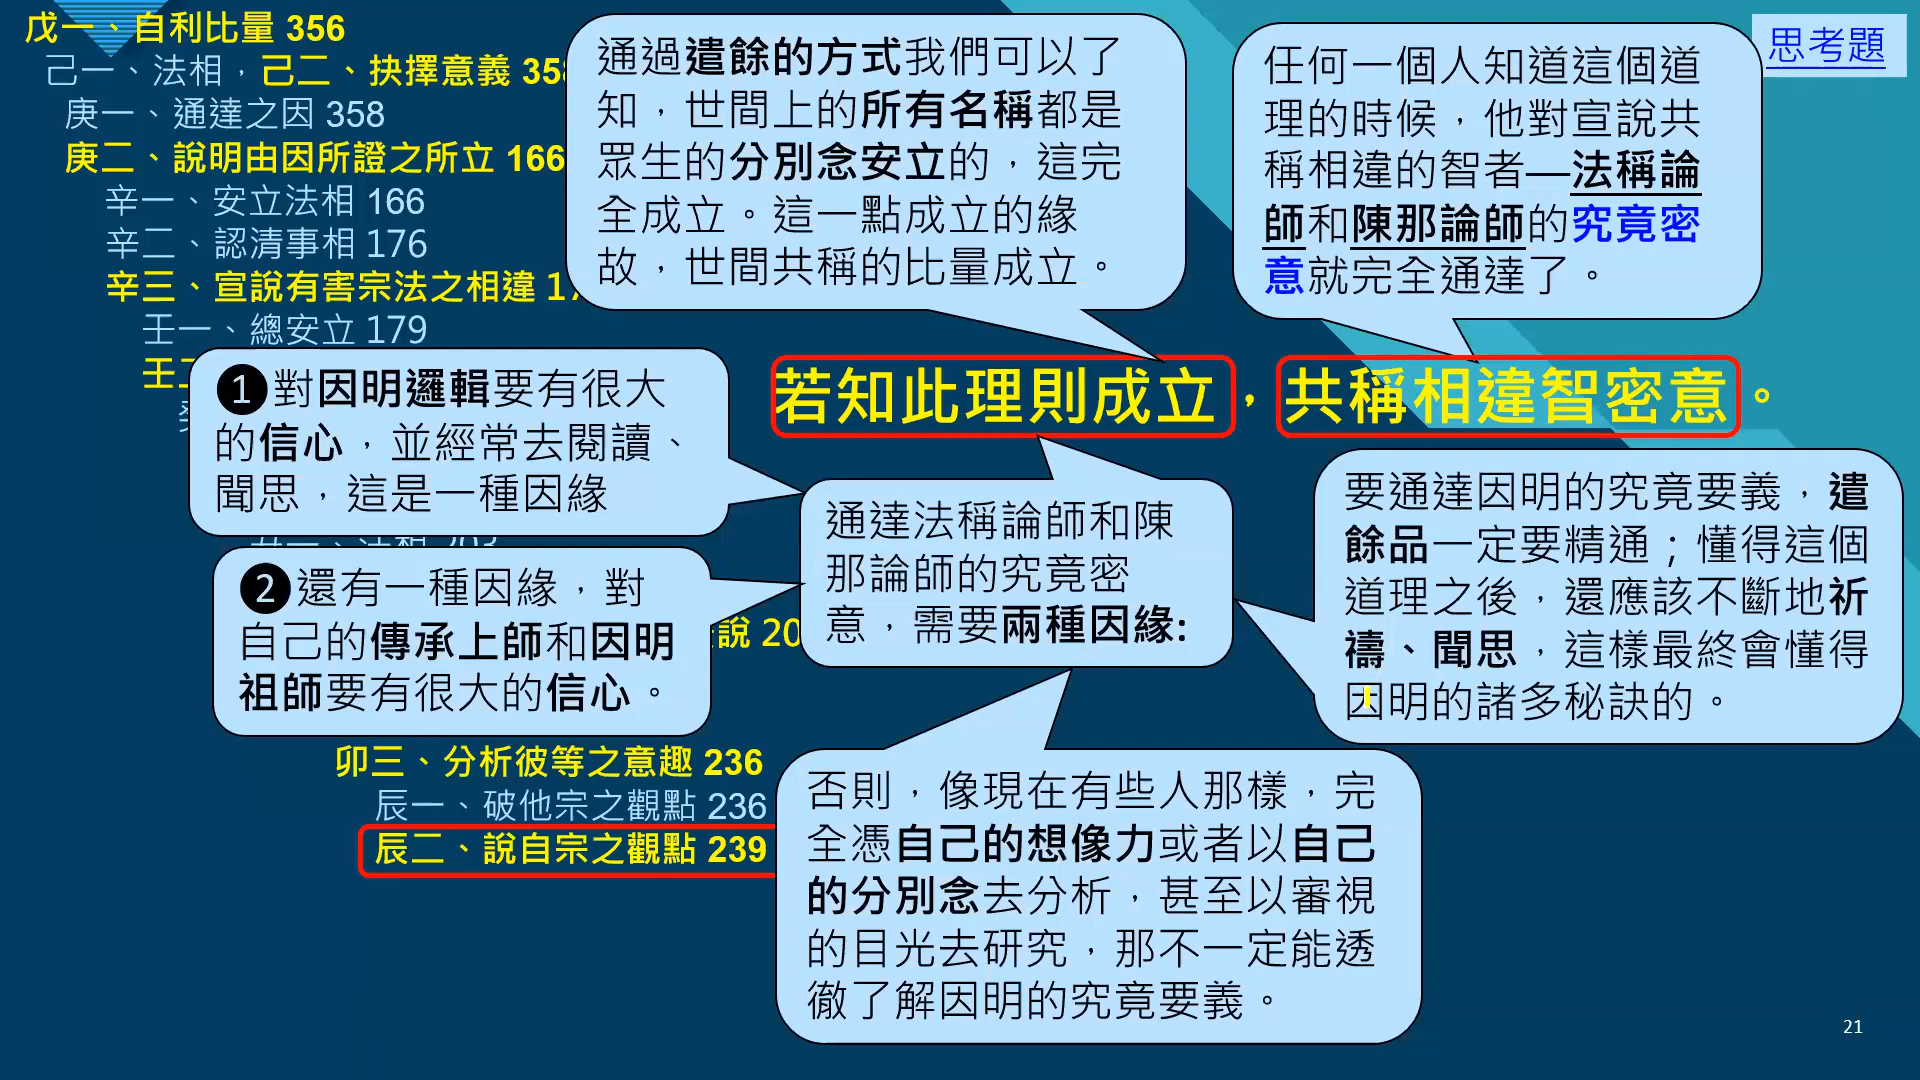 戊一、自利比量 356
己一、法相，己二、抉擇意義 358
庚一、通達之因 358
庚二、說明由因所證之所立 166
辛一、安立法相 166
辛二、認清事相 176
辛三、宣說有害宗法之相違
壬一、總安立 179
通過遣餘的方式我們可以了
知，世間上的所有名稱都是
眾生的分別念安立的，這完
全成立。這一點成立的緣
故，世間共稱的比量成立。
任何一個人知道這個道
理的時候，他對宣說共
稱相違的智者—法稱論
師和陳那論師的究竟密
意就完全通達了。
思考題
若知此理則成立，共稱相違智密意。
❶對因明邏輯要有很大
的信心，並經常去閱讀、
聞思，這是一種因緣
❷還有一種因緣，對
自己的傳承上師和因明
祖師要有很大的信心。
通達法稱論師和陳
那論師的究竟密
意，需要兩種因緣:
要通達因明的究竟要義，遣
餘品一定要精通；懂得這個
道理之後，還應該不斷地祈
禱、聞思，這樣最終會懂得
因明的諸多秘訣的。
說 20
卯三、分析彼等之意趣 236
辰一、破他宗之觀點 236
辰二、說自宗之觀點 239
否則，像現在有些人那樣，完
全憑自己的想像力或者以自己
的分別念去分析，甚至以審視
的目光去研究，那不一定能透
徹了解因明的究竟要義。
21